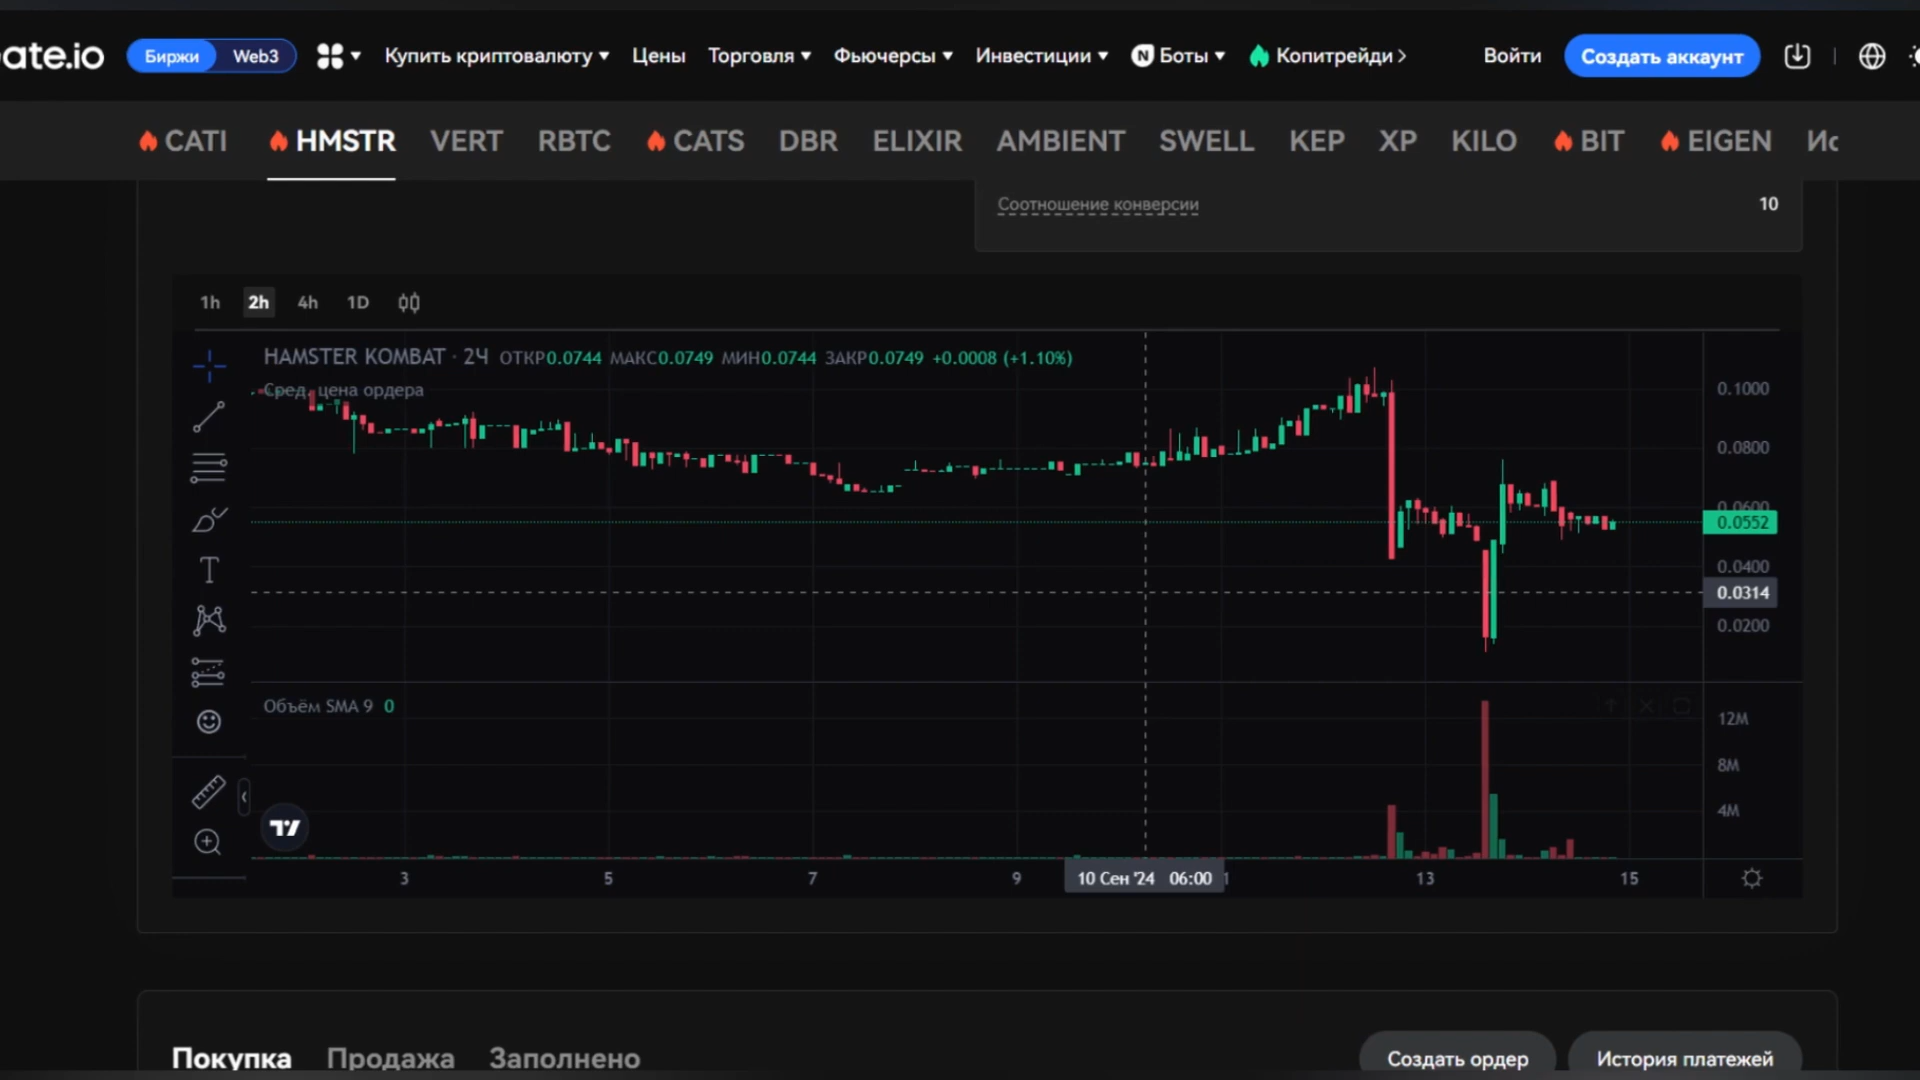 ate.io Биржи Web3 Купить криптовалюту Цены Торговля Фьючерсы Инвестиции N Боты Копитрейди Войти Создать аккаунт
CATI HMSTR VERT RBTC CATS DBR ELIXIR AMBIENT SWELL KEP XP KILO BIT EIGEN Ис
Соотношение конверсии 10
1h 2h 4h 1D
HAMSTER KOMBAT · 2Ч ОТКР0.0744 МАКС0.0749 МИН0.0744 ЗАКР0.0749 +0.0008 (+1.10%)
Сред. цена ордера
0.1000
0.0800
0.0600
0.0552
0.0400
0.0314
0.0200
Объём SMA 9 0
12M
8M
4M
3 5 7 9 10 Сен '24 06:00 1 13 15
Покупка Продажа Заполнено Создать ордер История платежей